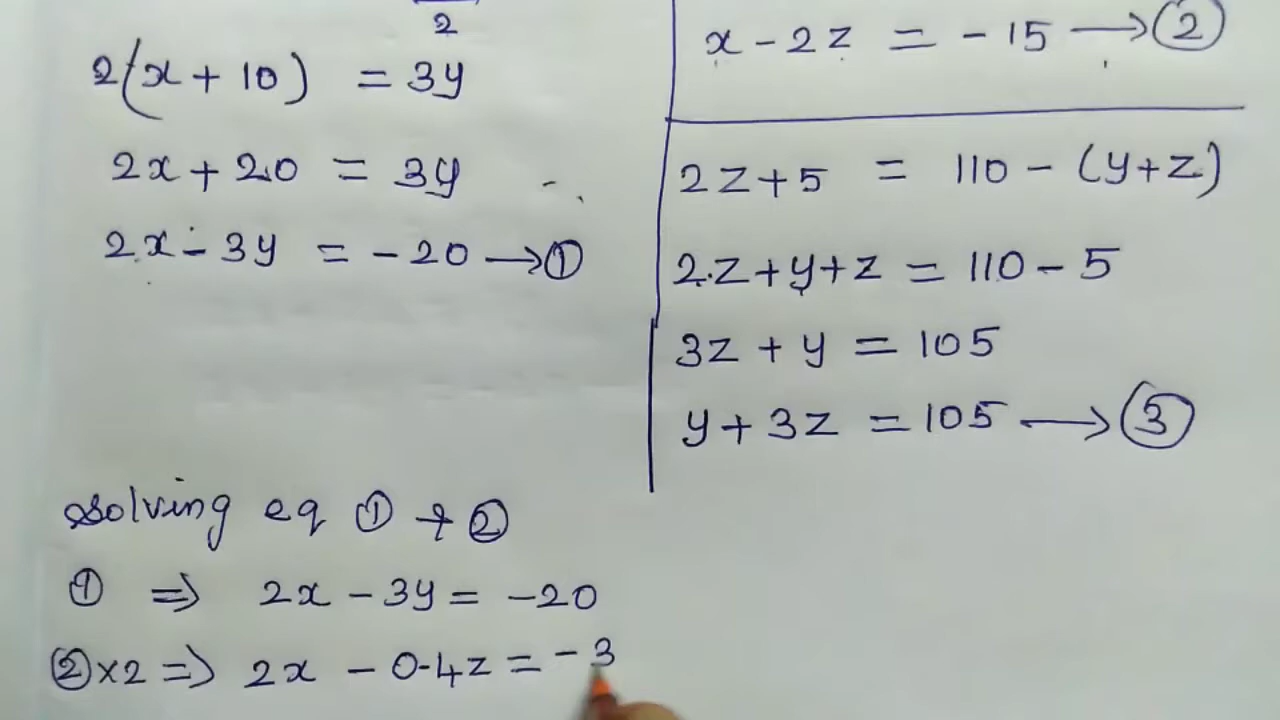 2
2(x + 10) = 3y
2x + 20 = 3y
2x - 3y = -20 → ①
x - 2z = -15 → ②
2z + 5 = 110 - (y+z)
2.z + y + z = 110 - 5
3z + y = 105
y + 3z = 105 → ③
solving eq ① + ②
① ⇒ 2x - 3y = -20
②×2 ⇒ 2x - 0-4z = -3